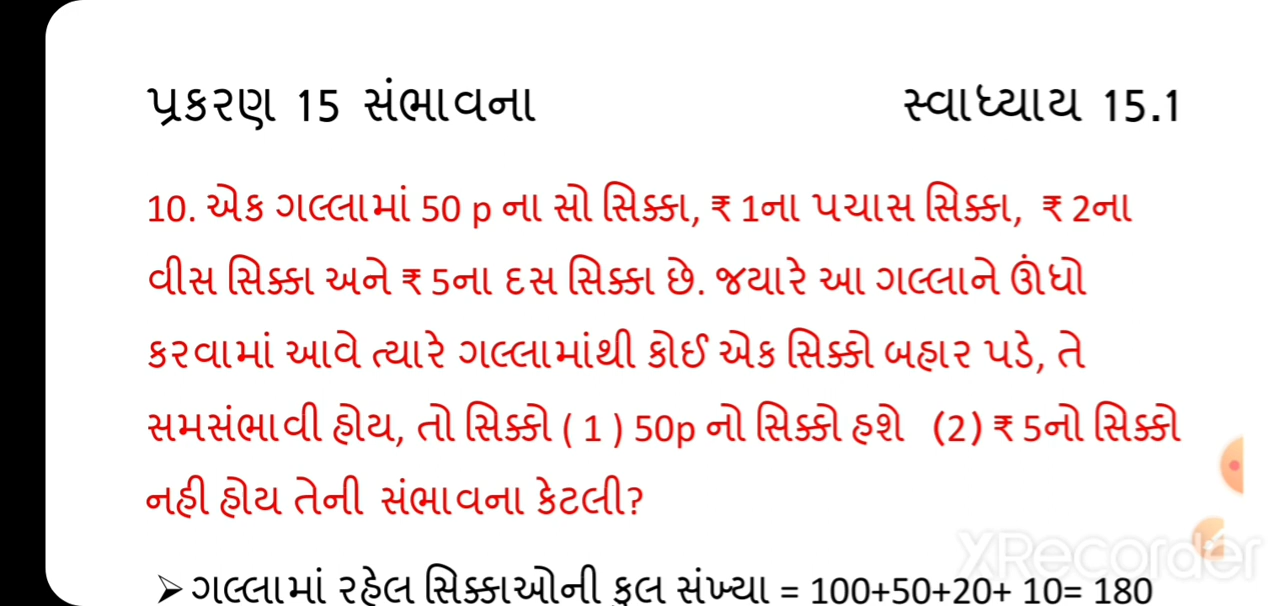 પ્રકરણ 15 સંભાવના સ્વાધ્યાય 15.1
10. એક ગલ્લામાં 50 p ના સો સિક્કા, ₹ 1ના પચાસ સિક્કા, ₹ 2ના
વીસ સિક્કા અને ₹ 5ના દસ સિક્કા છે. જયારે આ ગલ્લાને ઊંધો
કરવામાં આવે ત્યારે ગલ્લામાંથી કોઈ એક સિક્કો બહાર પડે, તે
સમસંભાવી હોય, તો સિક્કો ( 1 ) 50p નો સિક્કો હશે (2) ₹ 5નો સિક્કો
નહી હોય તેની સંભાવના કેટલી?
➢ ગલ્લામાં રહેલ સિક્કાઓની કુલ સંખ્યા = 100+50+20+ 10= 180
XRecorder